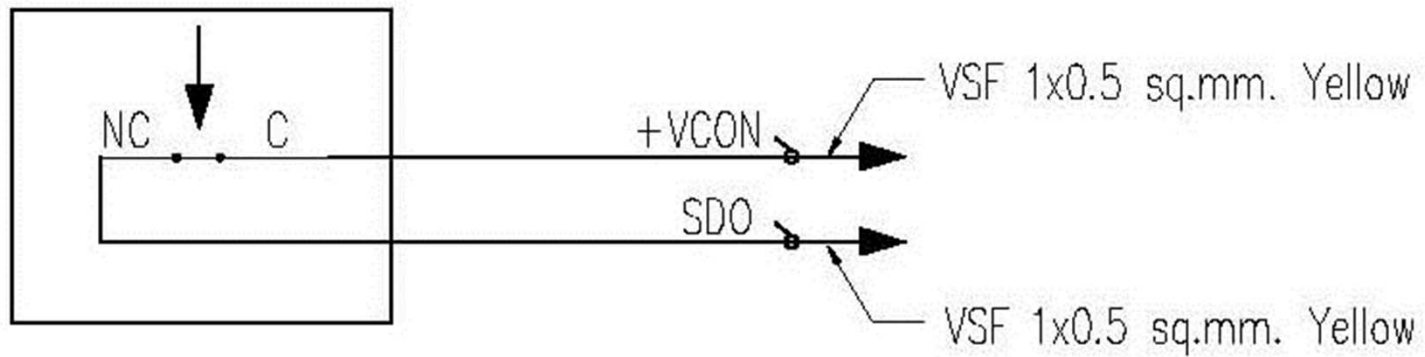 VSF 1x0.5 sq.mm. Yellow
NC C +VCON
SDO
VSF 1x0.5 sq.mm. Yellow